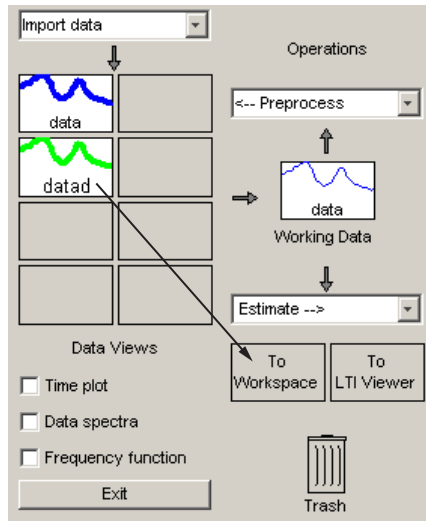 Import data
Operations
data
<-- Preprocess
datad
data
Working Data
Estimate -->
Data Views
To
Workspace
To
LTI Viewer
Time plot
Data spectra
Frequency function
Exit
Trash